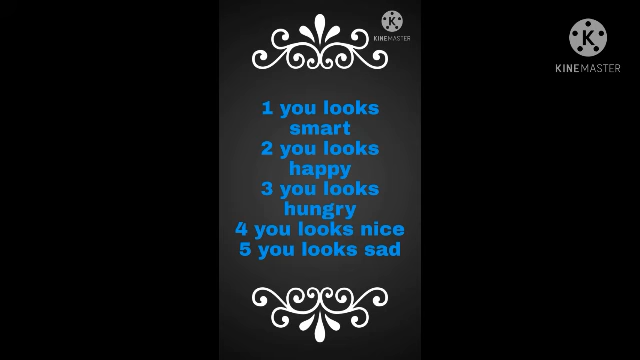 KINEMASTER
KINEMASTER
1 you looks
smart
2 you looks
happy
3 you looks
hungry
4 you looks nice
5 you looks sad